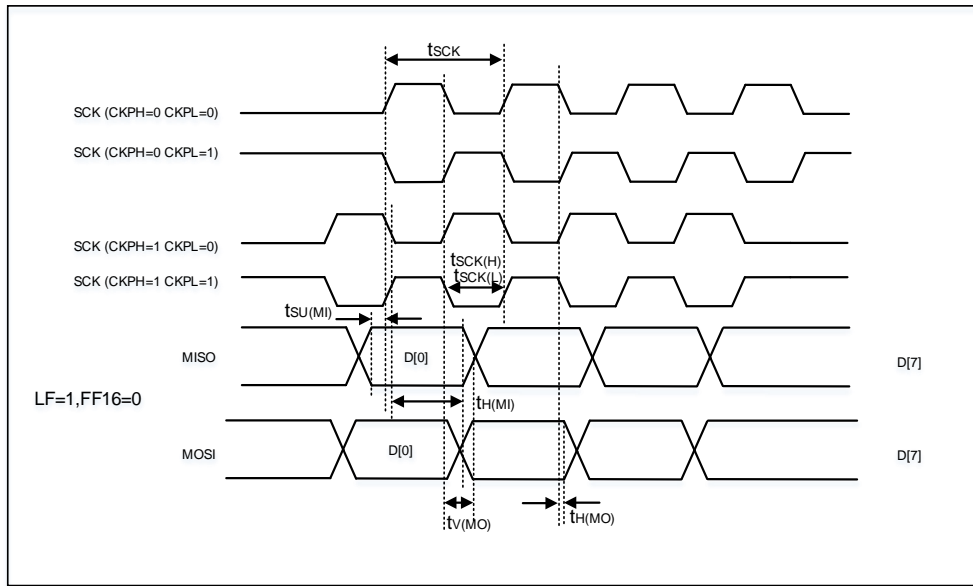 tSCK
SCK (CKPH=0 CKPL=0)
SCK (CKPH=0 CKPL=1)
SCK (CKPH=1 CKPL=0)
tSCK(H)
tSCK(L)
SCK (CKPH=1 CKPL=1)
tSU(MI)
MISO
D[0]
D[7]
LF=1,FF16=0
tH(MI)
MOSI
D[0]
D[7]
tV(MO)
tH(MO)